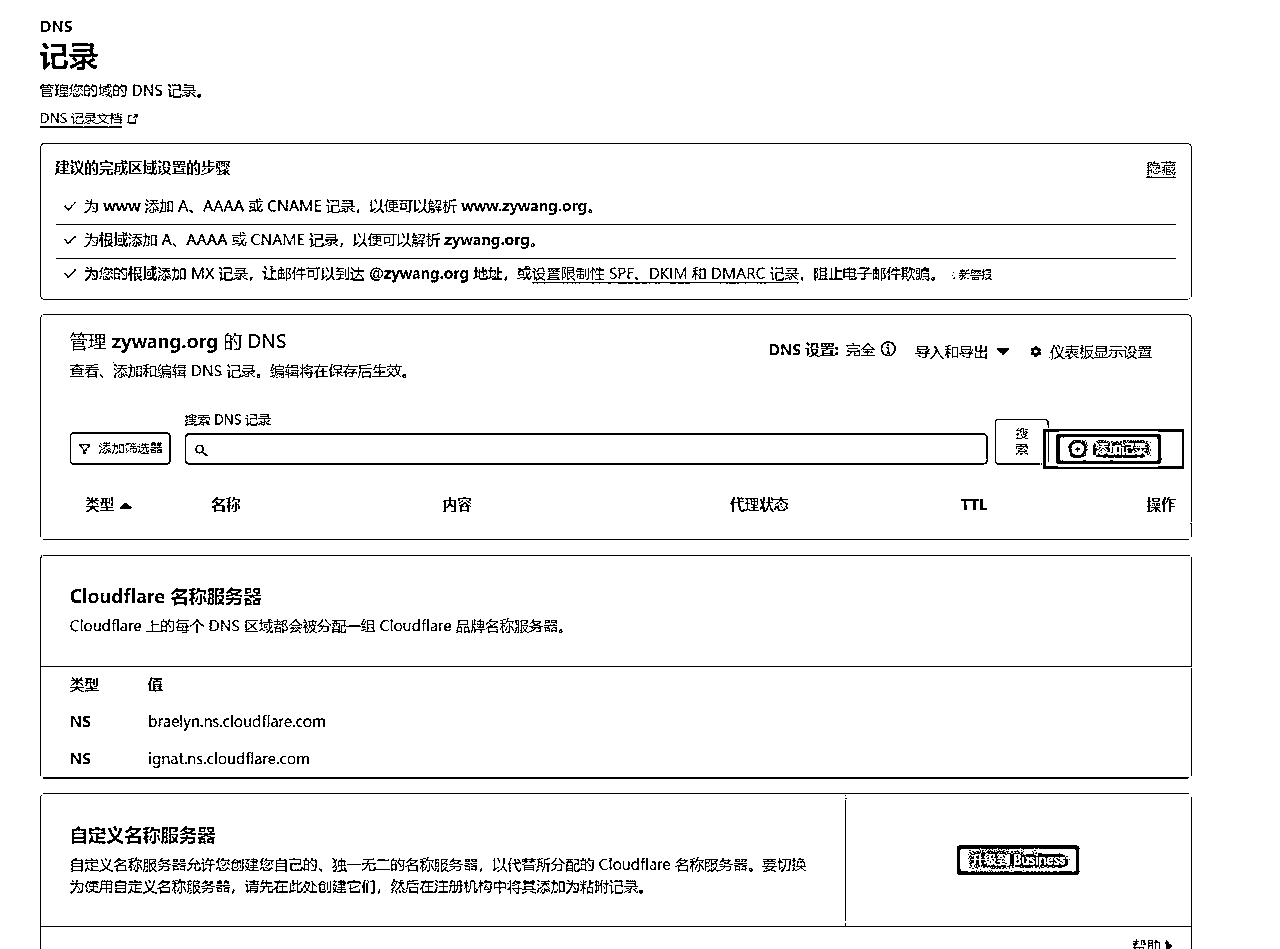 DNS
记录
管理您的域的 DNS 记录。
DNS 记录文档
建议的完成区域设置的步骤
隐藏
为 www 添加 A、AAAA 或 CNAME 记录，以便可以解析 www.zywang.org。
为根域添加 A、AAAA 或 CNAME 记录，以便可以解析 zywang.org。
为您的根域添加 MX 记录，让邮件可以到达 @zywang.org 地址，或设置限制性 SPF、DKIM 和 DMARC 记录，阻止电子邮件欺骗。
管理 zywang.org 的 DNS
DNS 设置: 完全 导入和导出 仪表板显示设置
查看、添加和编辑 DNS 记录。编辑将在保存后生效。
搜索 DNS 记录
添加筛选器
搜索
添加记录
类型 名称 内容 代理状态 TTL 操作
Cloudflare 名称服务器
Cloudflare 上的每个 DNS 区域都会被分配一组 Cloudflare 品牌名称服务器。
类型 值
NS braelyn.ns.cloudflare.com
NS ignat.ns.cloudflare.com
自定义名称服务器
自定义名称服务器允许您创建您自己的、独一无二的名称服务器，以代替所分配的 Cloudflare 名称服务器。要切换
为使用自定义名称服务器，请先在此处创建它们，然后在注册机构中将其添加为粘附记录。
升级到 Business
帮助